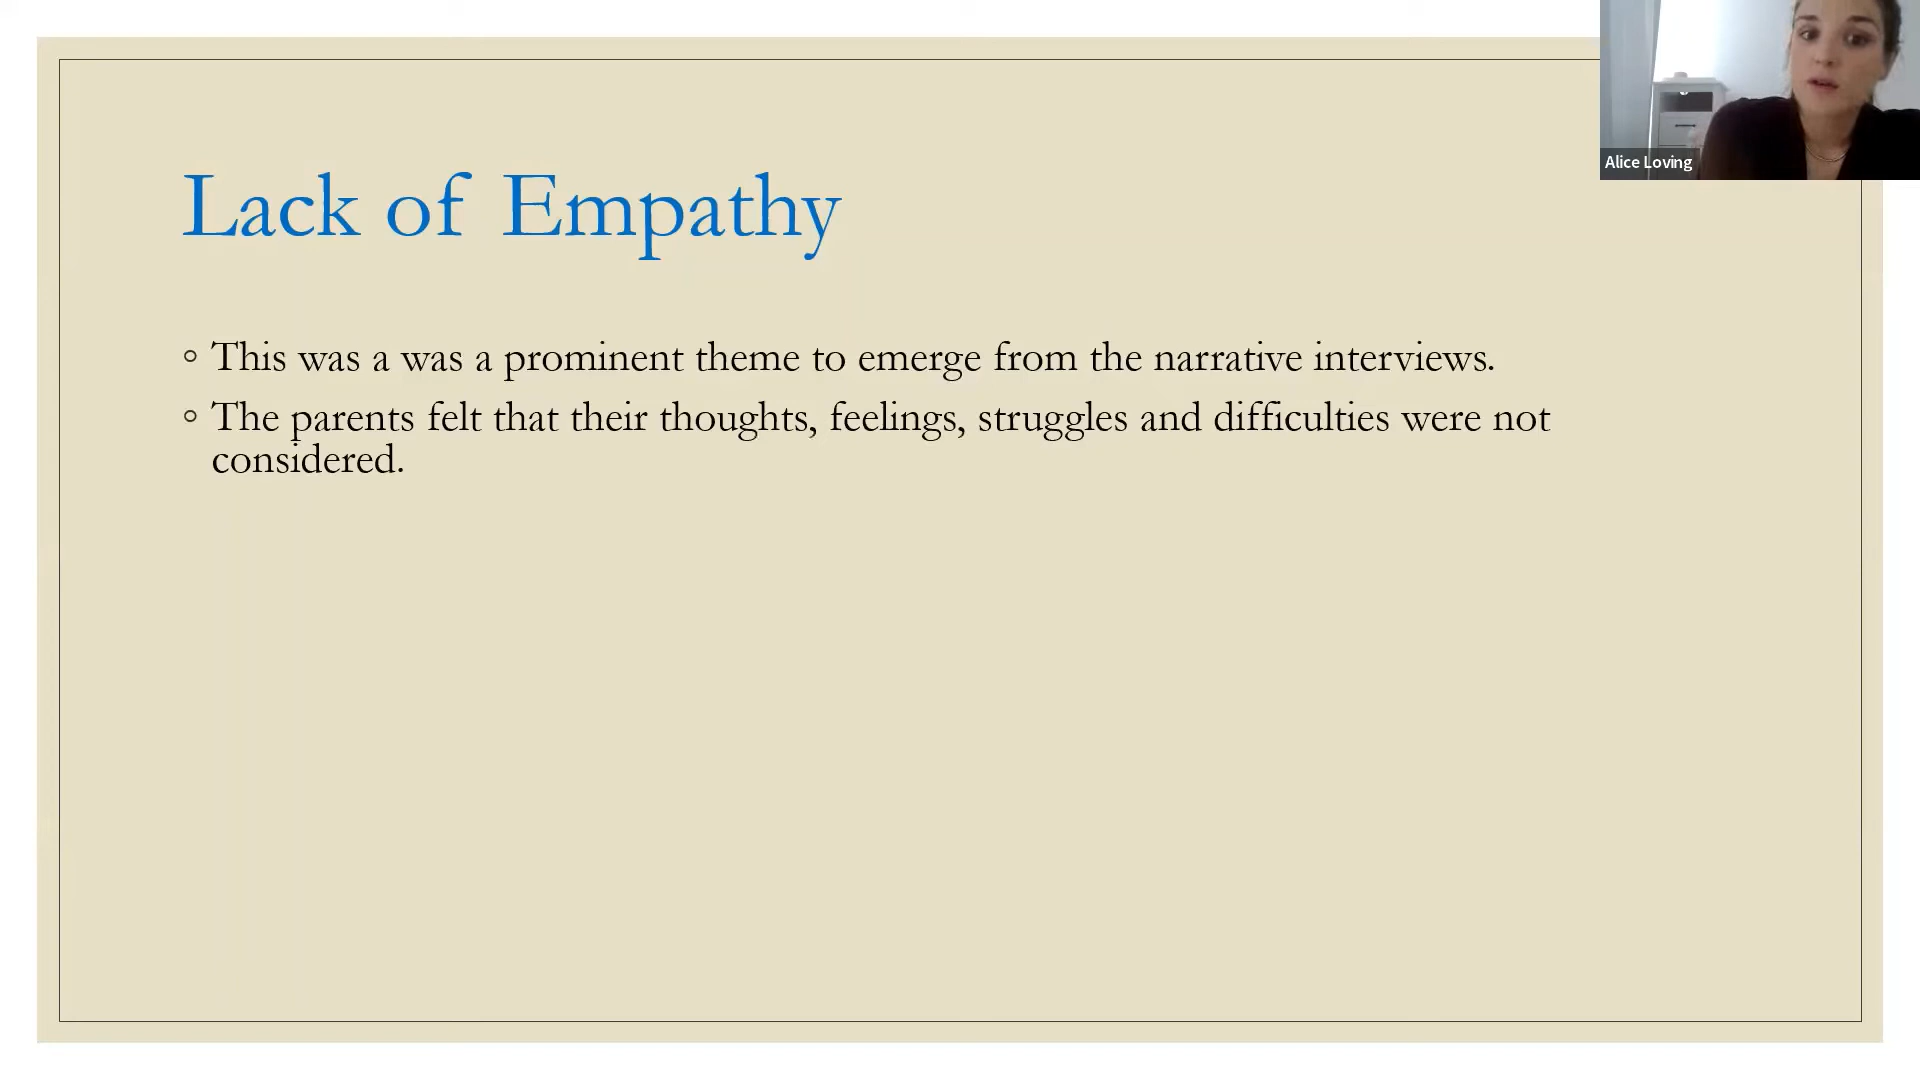 Lack of Empathy
◦ This was a was a prominent theme to emerge from the narrative interviews.
◦ The parents felt that their thoughts, feelings, struggles and difficulties were not
considered.
Alice Loving